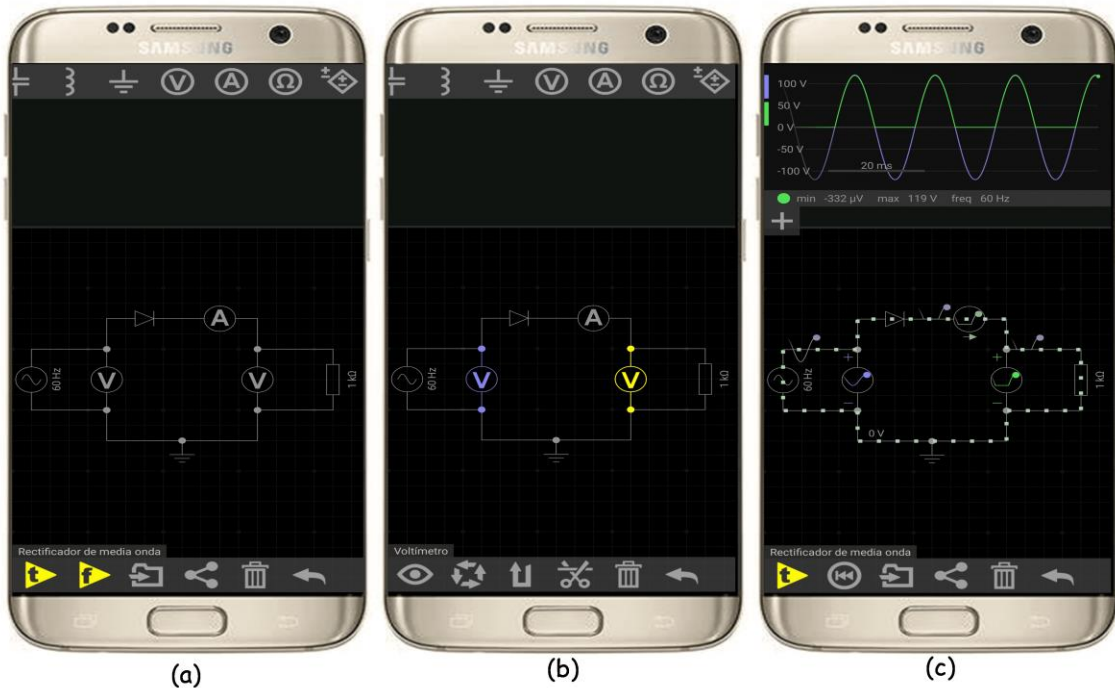 SAMSUNG
V A Ω
60 Hz
V
A
V
1 kΩ
Rectificador de media onda
t f
(a)
SAMSUNG
V A Ω
60 Hz
V
A
V
1 kΩ
Voltímetro
(b)
SAMSUNG
100 V
50 V
0 V
-50 V
-100 V
20 ms
min -332 µV max 119 V freq 60 Hz
60 Hz
1 kΩ
0 V
Rectificador de media onda
t
(c)